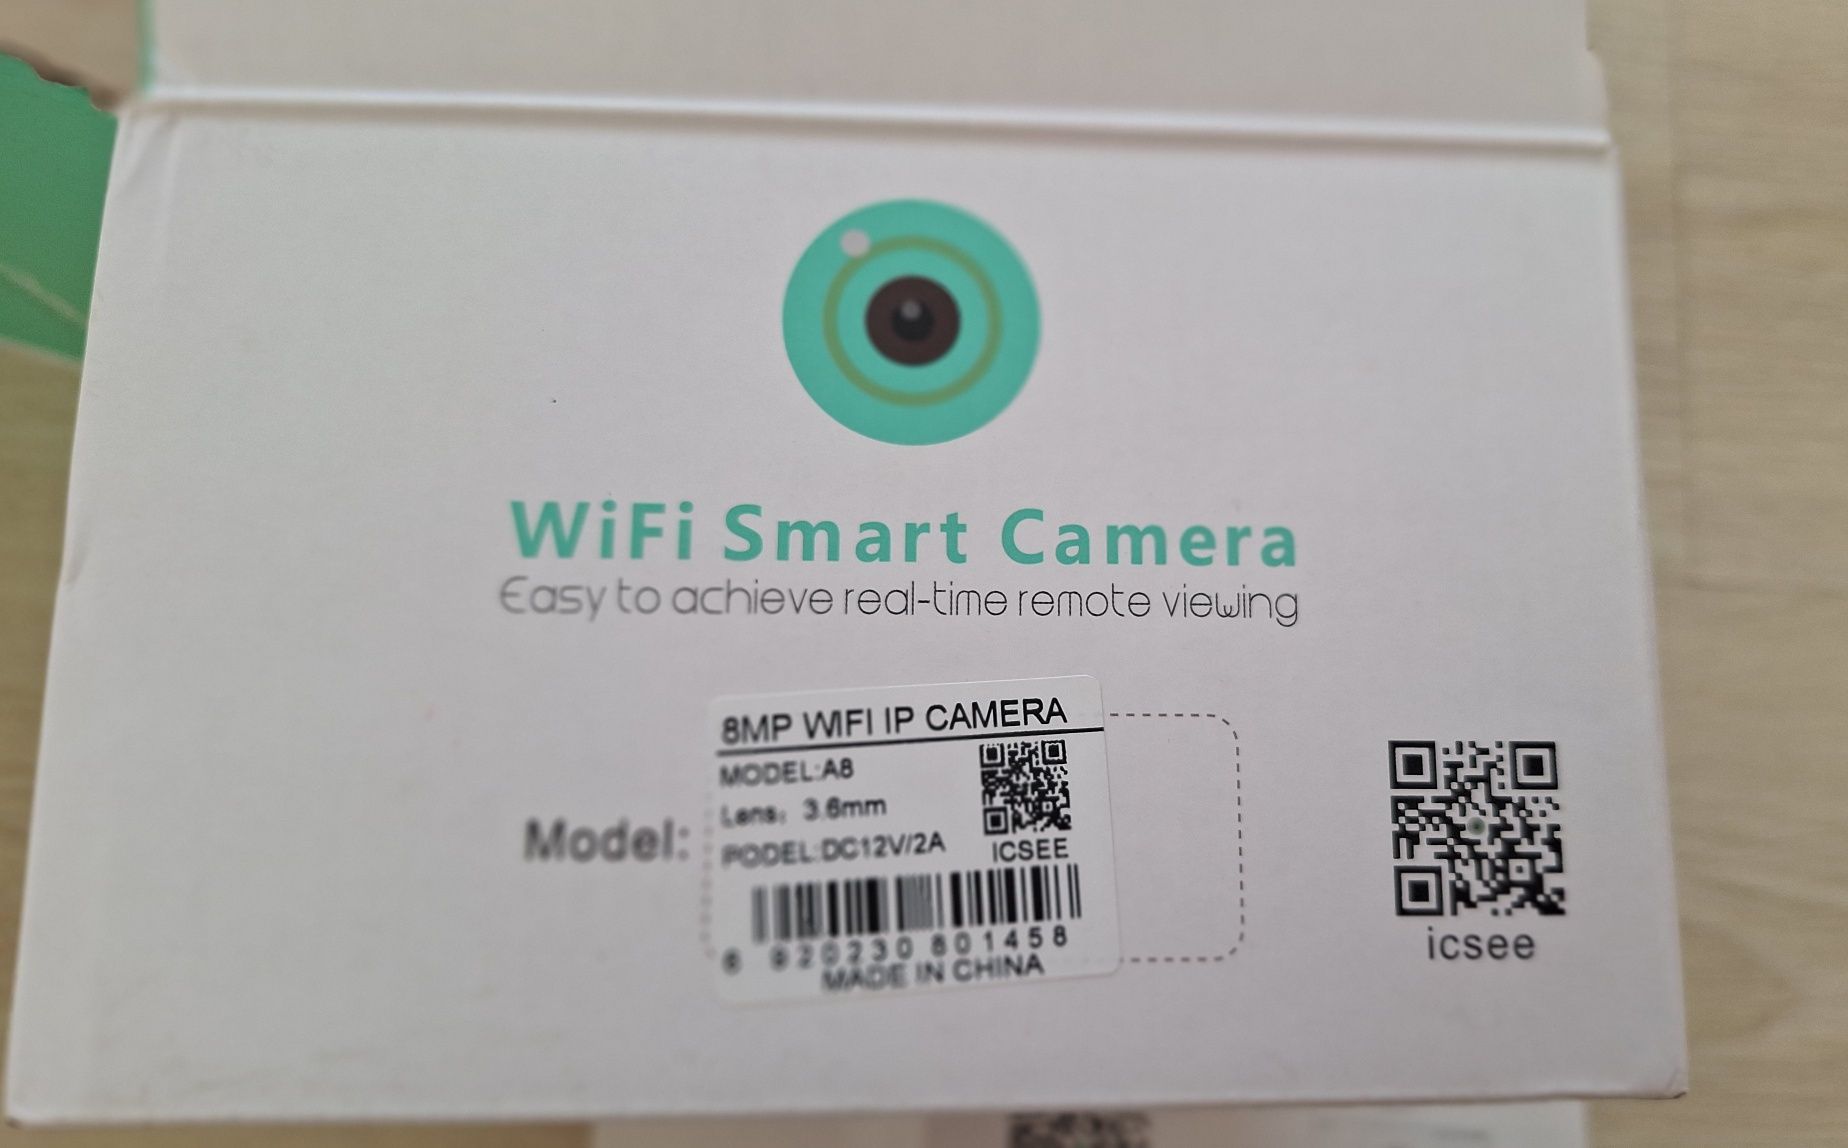 WiFi Smart Camera
Easy to achieve real-time remote viewing
Model:
8MP WIFI IP CAMERA
MODEL:A8
Lens: 3.6mm
PODEL:DC12V/2A
ICSEE
6 920230 801458
MADE IN CHINA
icsee